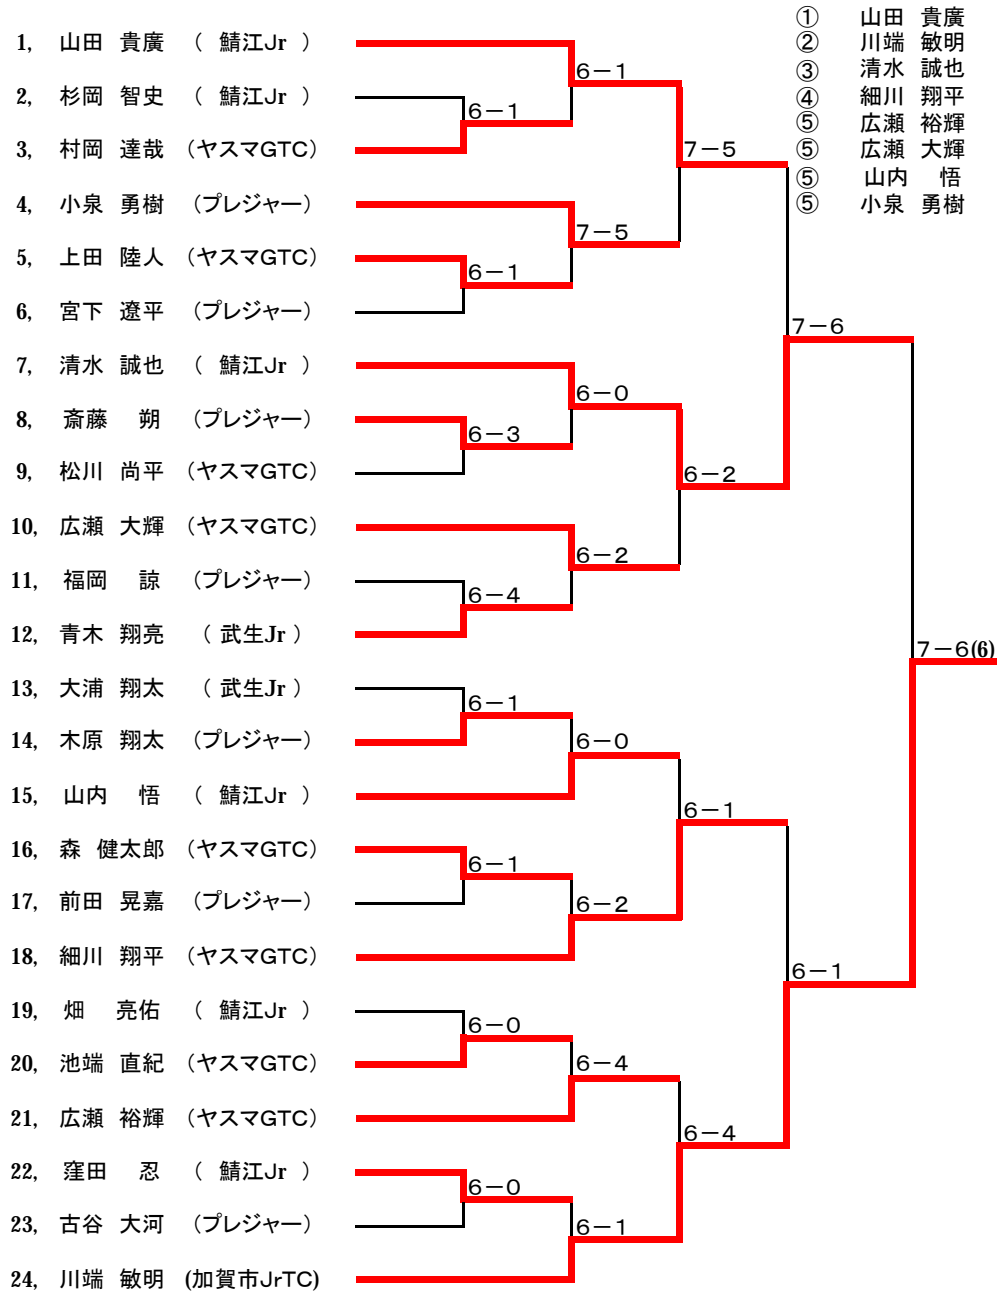 ① 山田 貴廣
② 川端 敏明
③ 清水 誠也
④ 細川 翔平
⑤ 広瀬 裕輝
⑤ 広瀬 大輝
⑤ 山内 悟
⑤ 小泉 勇樹
1, 山田 貴廣 （ 鯖江Jr ）
6－1
2, 杉岡 智史 （ 鯖江Jr ）
6－1
3, 村岡 達哉 （ヤスマGTC）
7－5
4, 小泉 勇樹 （プレジャー）
7－5
5, 上田 陸人 （ヤスマGTC）
6－1
6, 宮下 遼平 （プレジャー）
7－6
7, 清水 誠也 （ 鯖江Jr ）
6－0
8, 斎藤 朔 （プレジャー）
6－3
9, 松川 尚平 （ヤスマGTC）
6－2
10, 広瀬 大輝 （ヤスマGTC）
6－2
11, 福岡 諒 （プレジャー）
6－4
12, 青木 翔亮 （ 武生Jr ）
7－6(6)
13, 大浦 翔太 （ 武生Jr ）
6－1
14, 木原 翔太 （プレジャー）
6－0
15, 山内 悟 （ 鯖江Jr ）
6－1
16, 森 健太郎 （ヤスマGTC）
6－1
17, 前田 晃嘉 （プレジャー）
6－2
18, 細川 翔平 （ヤスマGTC）
6－1
19, 畑 亮佑 （ 鯖江Jr ）
6－0
20, 池端 直紀 （ヤスマGTC）
6－4
21, 広瀬 裕輝 （ヤスマGTC）
6－4
22, 窪田 忍 （ 鯖江Jr ）
6－0
23, 古谷 大河 （プレジャー）
6－1
24, 川端 敏明 (加賀市JrTC)